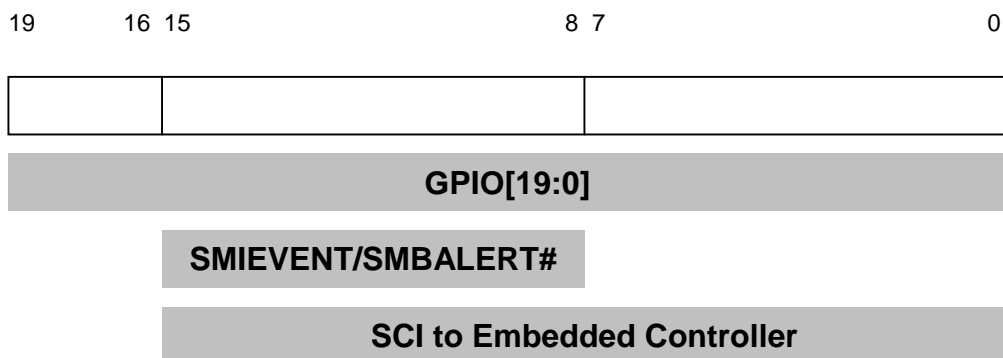 19 16 15 8 7 0
GPIO[19:0]
SMIEVENT/SMBALERT#
SCI to Embedded Controller